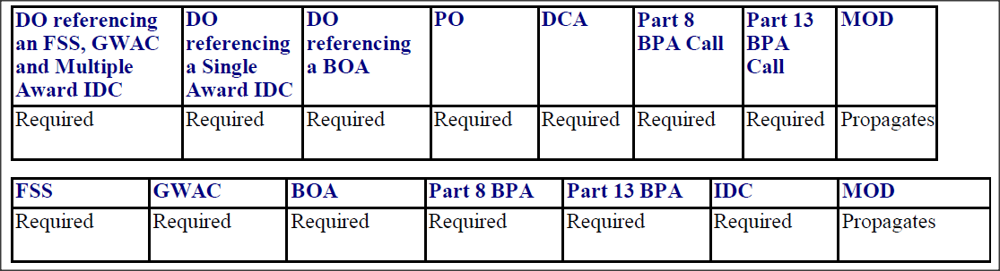 DO referencing an FSS, GWAC and Multiple Award IDC
DO referencing a Single Award IDC
DO referencing a BOA
PO
DCA
Part 8 BPA Call
Part 13 BPA Call
MOD
Required
Required
Required
Required
Required
Required
Required
Propagates
FSS
GWAC
BOA
Part 8 BPA
Part 13 BPA
IDC
MOD
Required
Required
Required
Required
Required
Required
Propagates